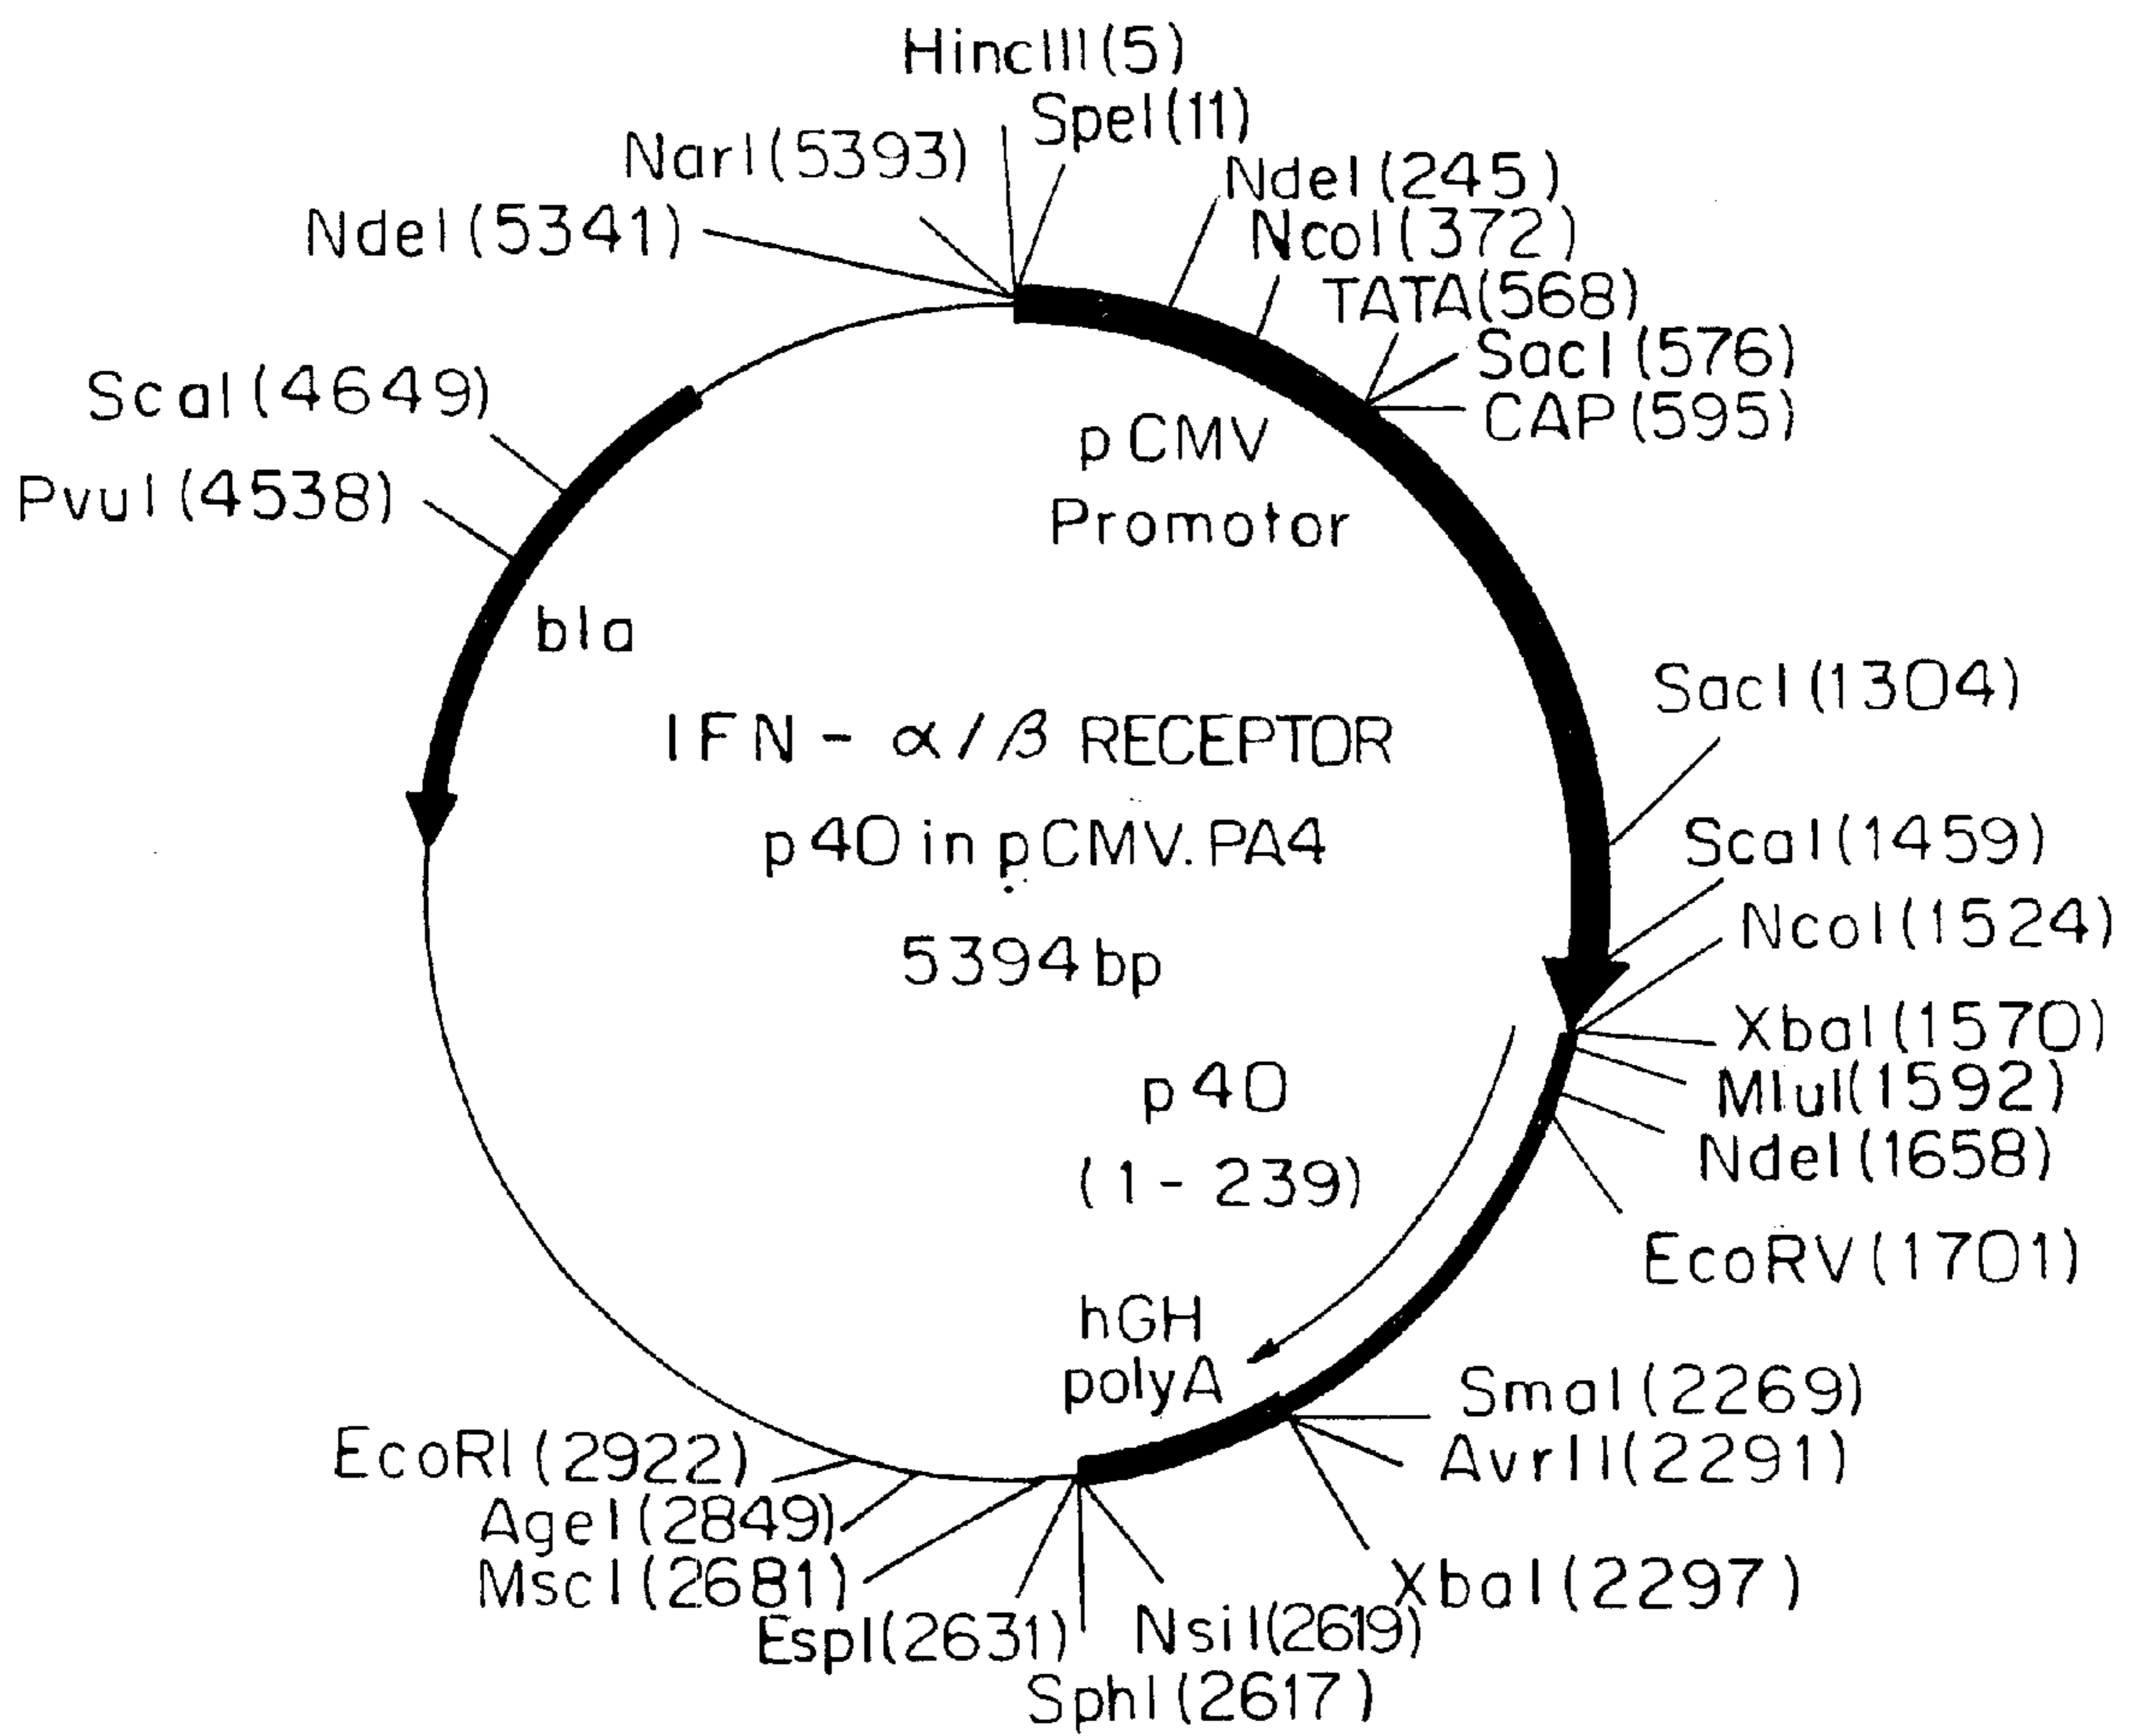 HincIII(5)
SpeI(11)
NarI(5393)
NdeI(5341)
NdeI(245)
NcoI(372)
TATA(568)
SacI(576)
CAP(595)
ScaI(4649)
PvuI(4538)
pCMV
Promotor
bla
SacI(1304)
IFN-α/β RECEPTOR
p40 in pCMV.PA4
5394bp
ScaI(1459)
NcoI(1524)
XbaI(1570)
MluI(1592)
NdeI(1658)
EcoRV(1701)
p40
(1-239)
hGH
polyA
SmaI(2269)
AvrII(2291)
XbaI(2297)
EcoRI(2922)
AgeI(2849)
MscI(2681)
EspI(2631)
NsiI(2619)
SphI(2617)